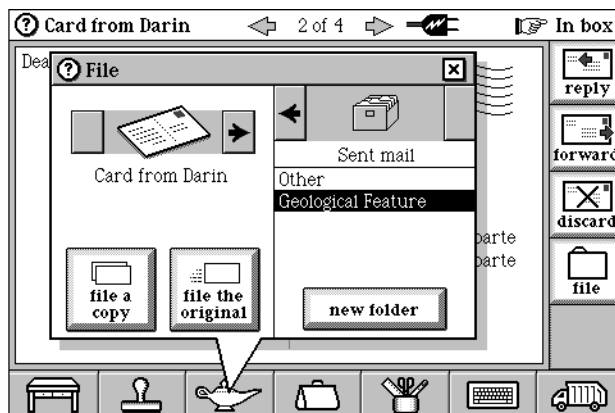 Card from Darin
2 of 4
In box
Dea
File
Card from Darin
Sent mail
Other
Geological Feature
file a
copy
file the
original
new folder
parte
parte
reply
forward
discard
file